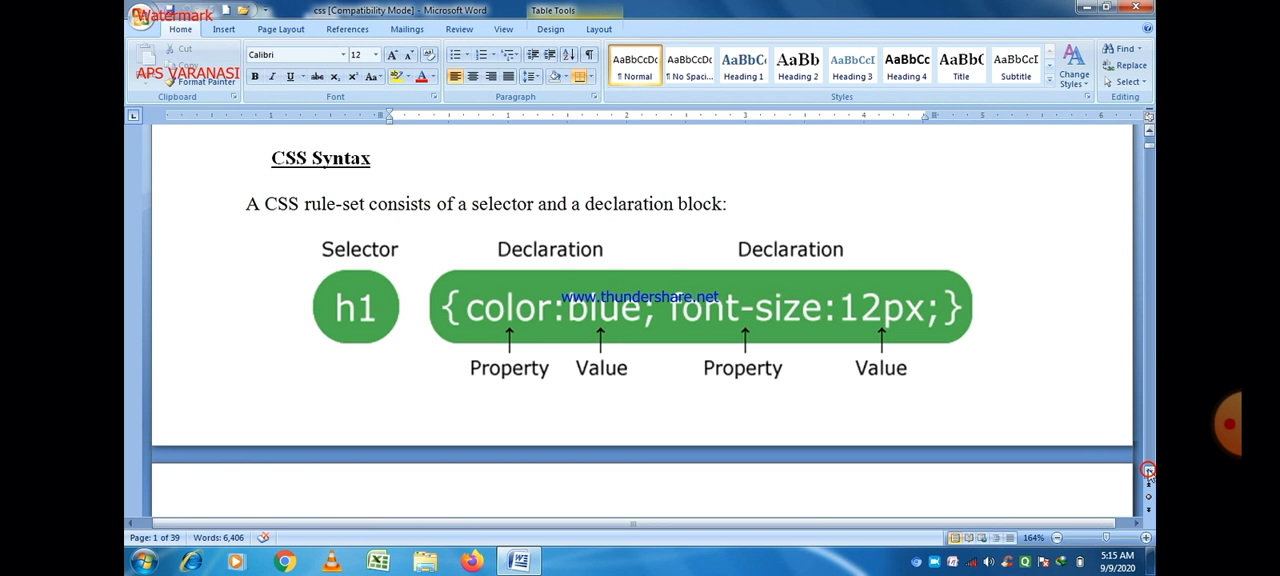 Watermark
css [Compatibility Mode] - Microsoft Word
Table Tools
Home Insert Page Layout References Mailings Review View Design Layout
Cut
Copy
Format Painter
APS VARANASI
Clipboard
Calibri 12
Font
Paragraph
AaBbCcDc AaBbCcDc AaBbC AaBb AaBbCcI AaBbCc AaBbC AaBbCcI
¶ Normal ¶ No Spaci... Heading 1 Heading 2 Heading 3 Heading 4 Title Subtitle
Change Styles
Styles
Find
Replace
Select
Editing
CSS Syntax
A CSS rule-set consists of a selector and a declaration block:
Selector Declaration Declaration
h1 {color:blue; font-size:12px;}
www.thundershare.net
Property Value Property Value
Page: 1 of 39 Words: 6,406 164%
5:15 AM
9/9/2020